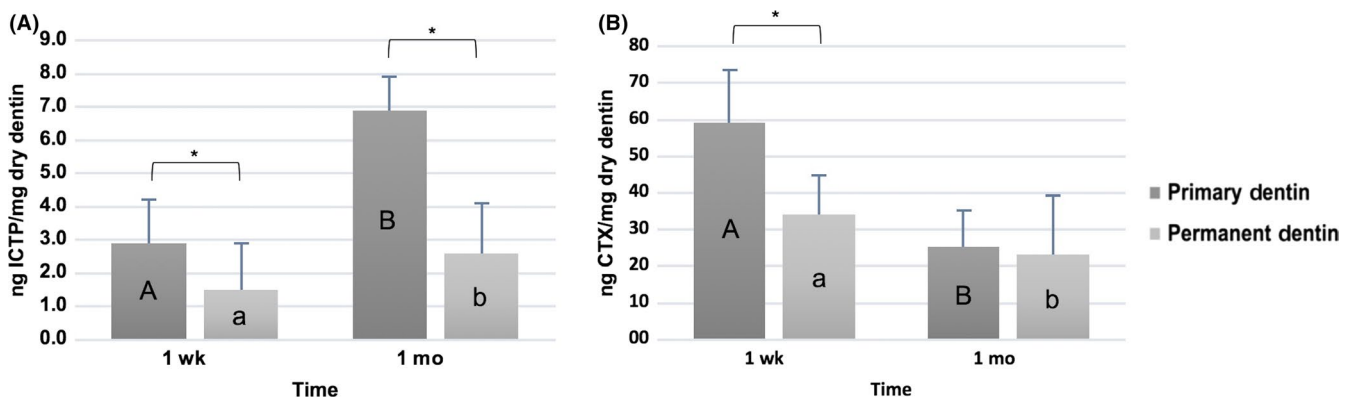 (A)
ng ICTP/mg dry dentin
9.0
8.0
7.0
6.0
5.0
4.0
3.0
2.0
1.0
0.0
*
*
A
a
B
b
1 wk
1 mo
Time
(B)
ng CTX/mg dry dentin
80
70
60
50
40
30
20
10
00
*
A
a
B
b
1 wk
1 mo
Time
Primary dentin
Permanent dentin